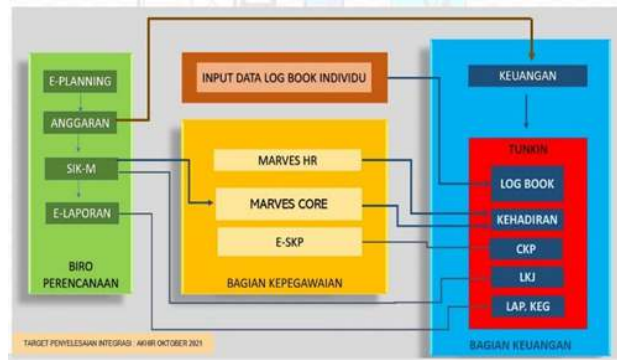 E-PLANNING
ANGGARAN
SIK-M
E-LAPORAN
BIRO
PERENCANAAN
INPUT DATA LOG BOOK INDIVIDU
MARVES HR
MARVES CORE
E-SKP
BAGIAN KEPEGAWAIAN
KEUANGAN
TUNKIN
LOG BOOK
KEHADIRAN
CKP
LKJ
LAP. KEG
BAGIAN KEUANGAN
TARGET PENYELESAIAN INTEGRASI : AKHIR OKTOBER 2021